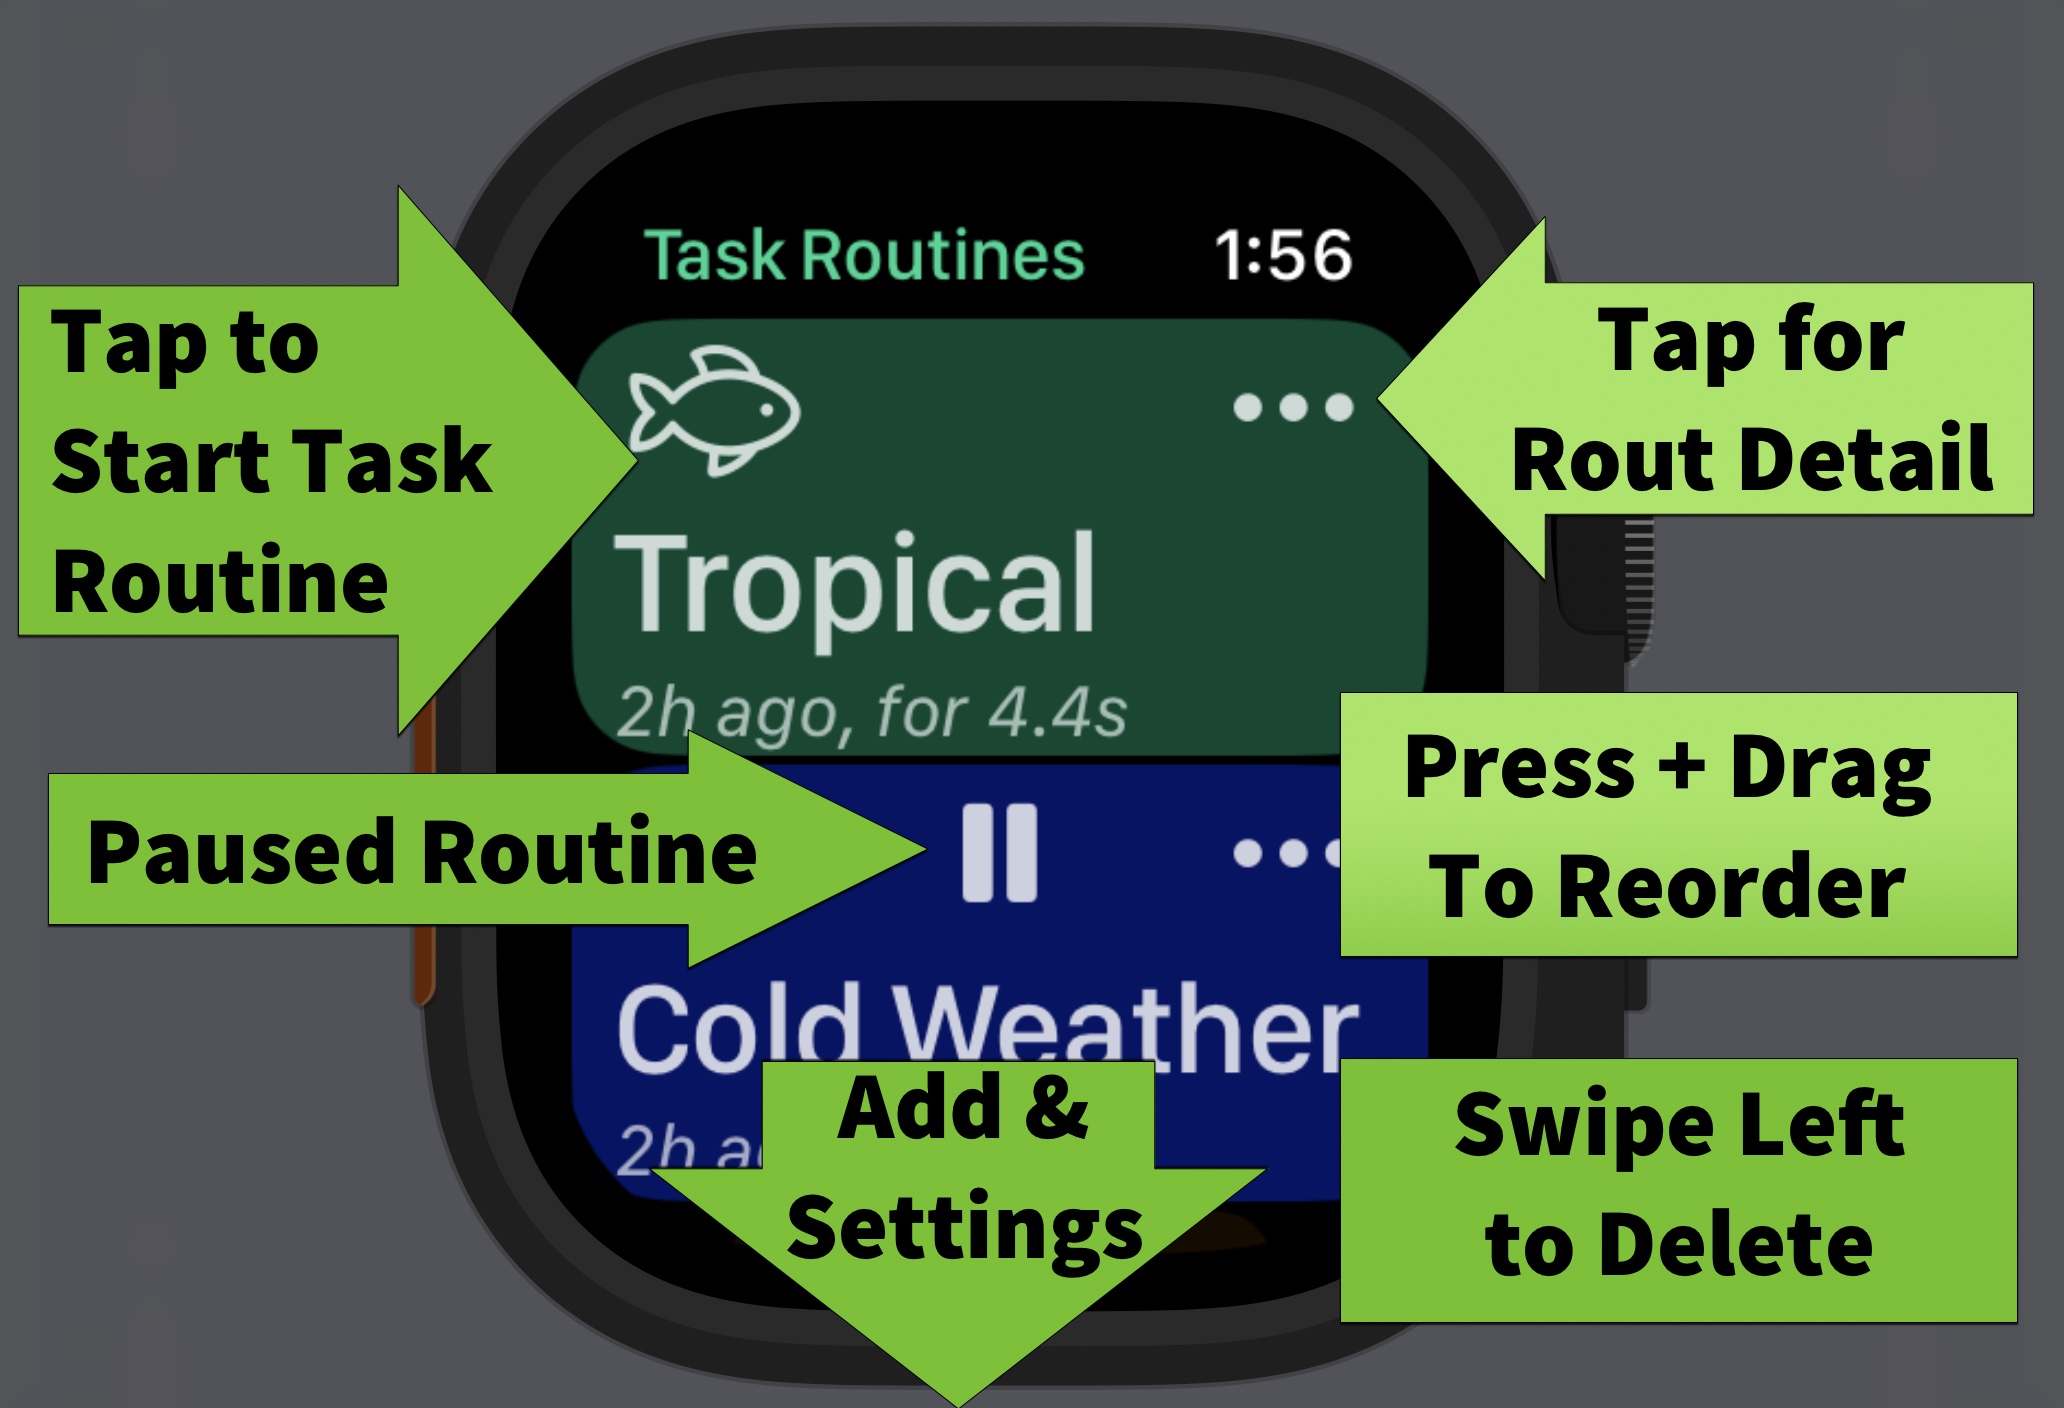 Task Routines 1:56
Tap to
Start Task
Routine
Tap for
Rout Detail
Tropical
2h ago, for 4.4s
Paused Routine
Press + Drag
To Reorder
Cold Weather
2h
Add &
Settings
Swipe Left
to Delete